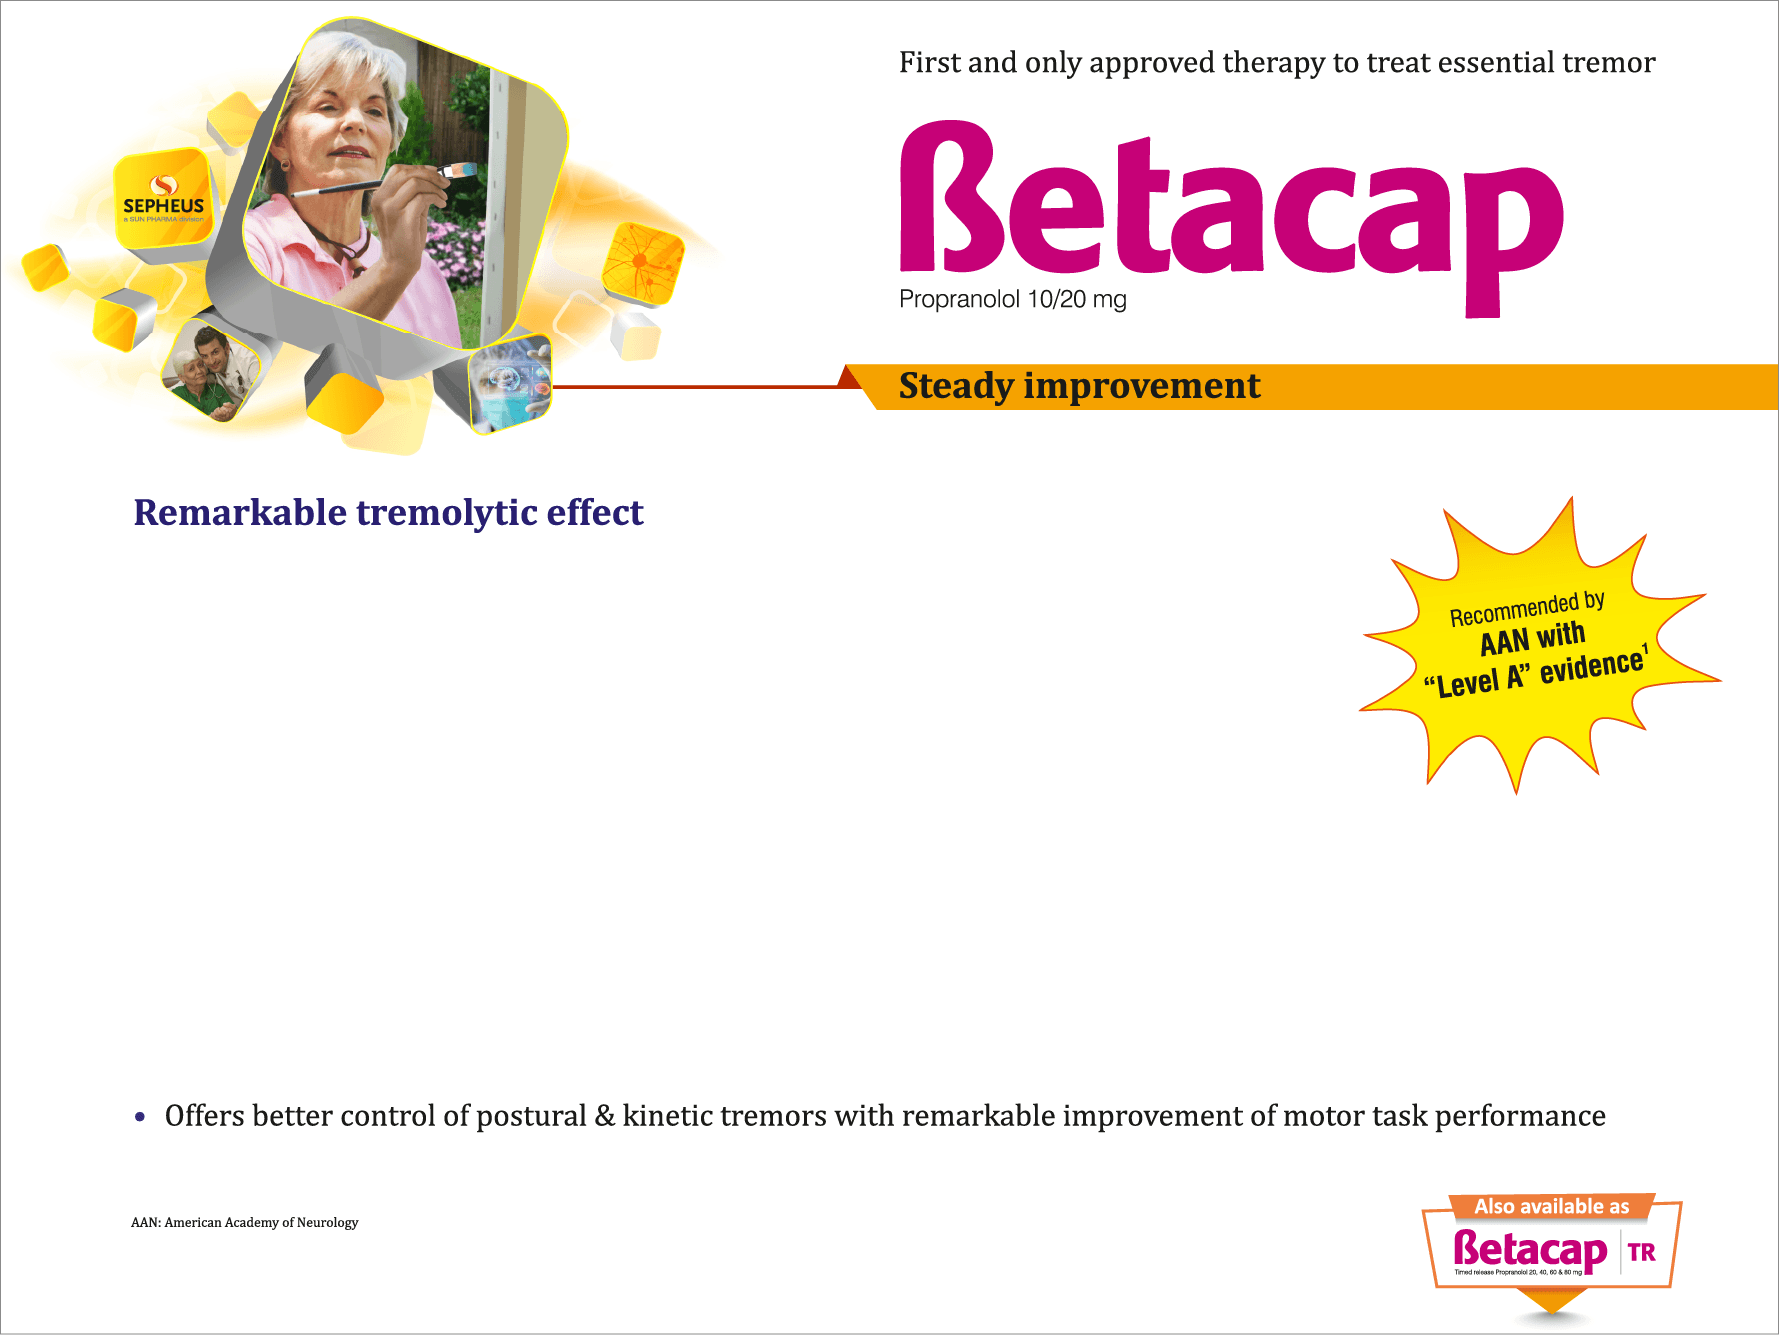 First and only approved therapy to treat essential tremor
ßetacap
Propranolol 10/20 mg
SEPHEUS
a SUN PHARMA division
Steady improvement
Remarkable tremolytic effect
Recommended by
AAN with
“Level A” evidence¹
• Offers better control of postural & kinetic tremors with remarkable improvement of motor task performance
AAN: American Academy of Neurology
Also available as
ßetacap TR
Timed release Propranolol 20, 40, 60 & 80 mg